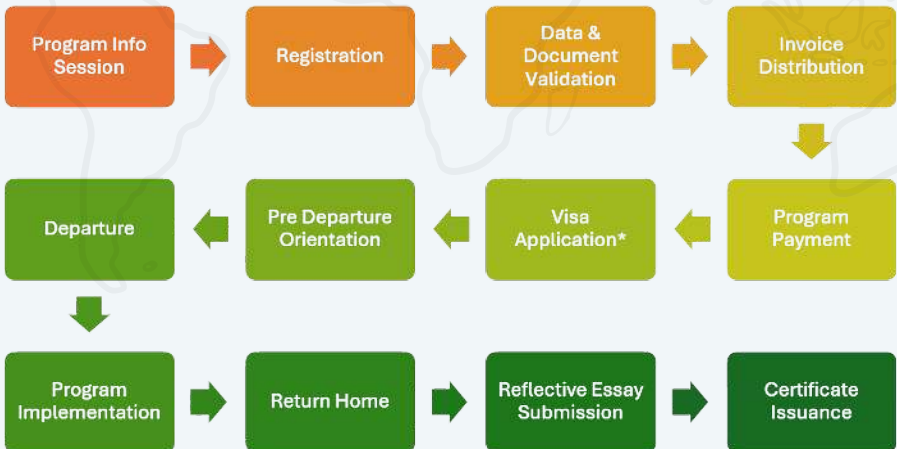 Program Info
Session
Registration
Data &
Document
Validation
Invoice
Distribution
Program
Payment
Visa
Application*
Pre Departure
Orientation
Departure
Program
Implementation
Return Home
Reflective Essay
Submission
Certificate
Issuance